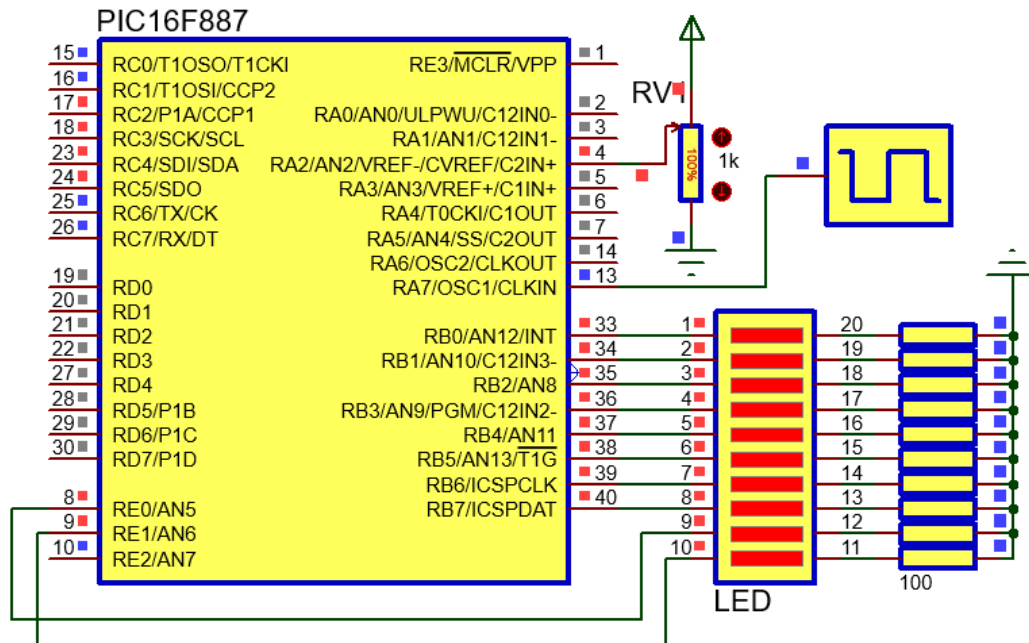 PIC16F887
15 RC0/T1OSO/T1CKI
16 RC1/T1OSI/CCP2
17 RC2/P1A/CCP1
18 RC3/SCK/SCL
23 RC4/SDI/SDA
24 RC5/SDO
25 RC6/TX/CK
26 RC7/RX/DT
19 RD0
20 RD1
21 RD2
22 RD3
27 RD4
28 RD5/P1B
29 RD6/P1C
30 RD7/P1D
8 RE0/AN5
9 RE1/AN6
10 RE2/AN7
RE3/MCLR/VPP 1
RA0/AN0/ULPWU/C12IN0- 2
RA1/AN1/C12IN1- 3
RA2/AN2/VREF-/CVREF/C2IN+ 4
RA3/AN3/VREF+/C1IN+ 5
RA4/T0CKI/C1OUT 6
RA5/AN4/SS/C2OUT 7
RA6/OSC2/CLKOUT 14
RA7/OSC1/CLKIN 13
RB0/AN12/INT 33
RB1/AN10/C12IN3- 34
RB2/AN8 35
RB3/AN9/PGM/C12IN2- 36
RB4/AN11 37
RB5/AN13/T1G 38
RB6/ICSPCLK 39
RB7/ICSPDAT 40
RV1
100%
1k
1 20
2 19
3 18
4 17
5 16
6 15
7 14
8 13
9 12
10 11
LED
100